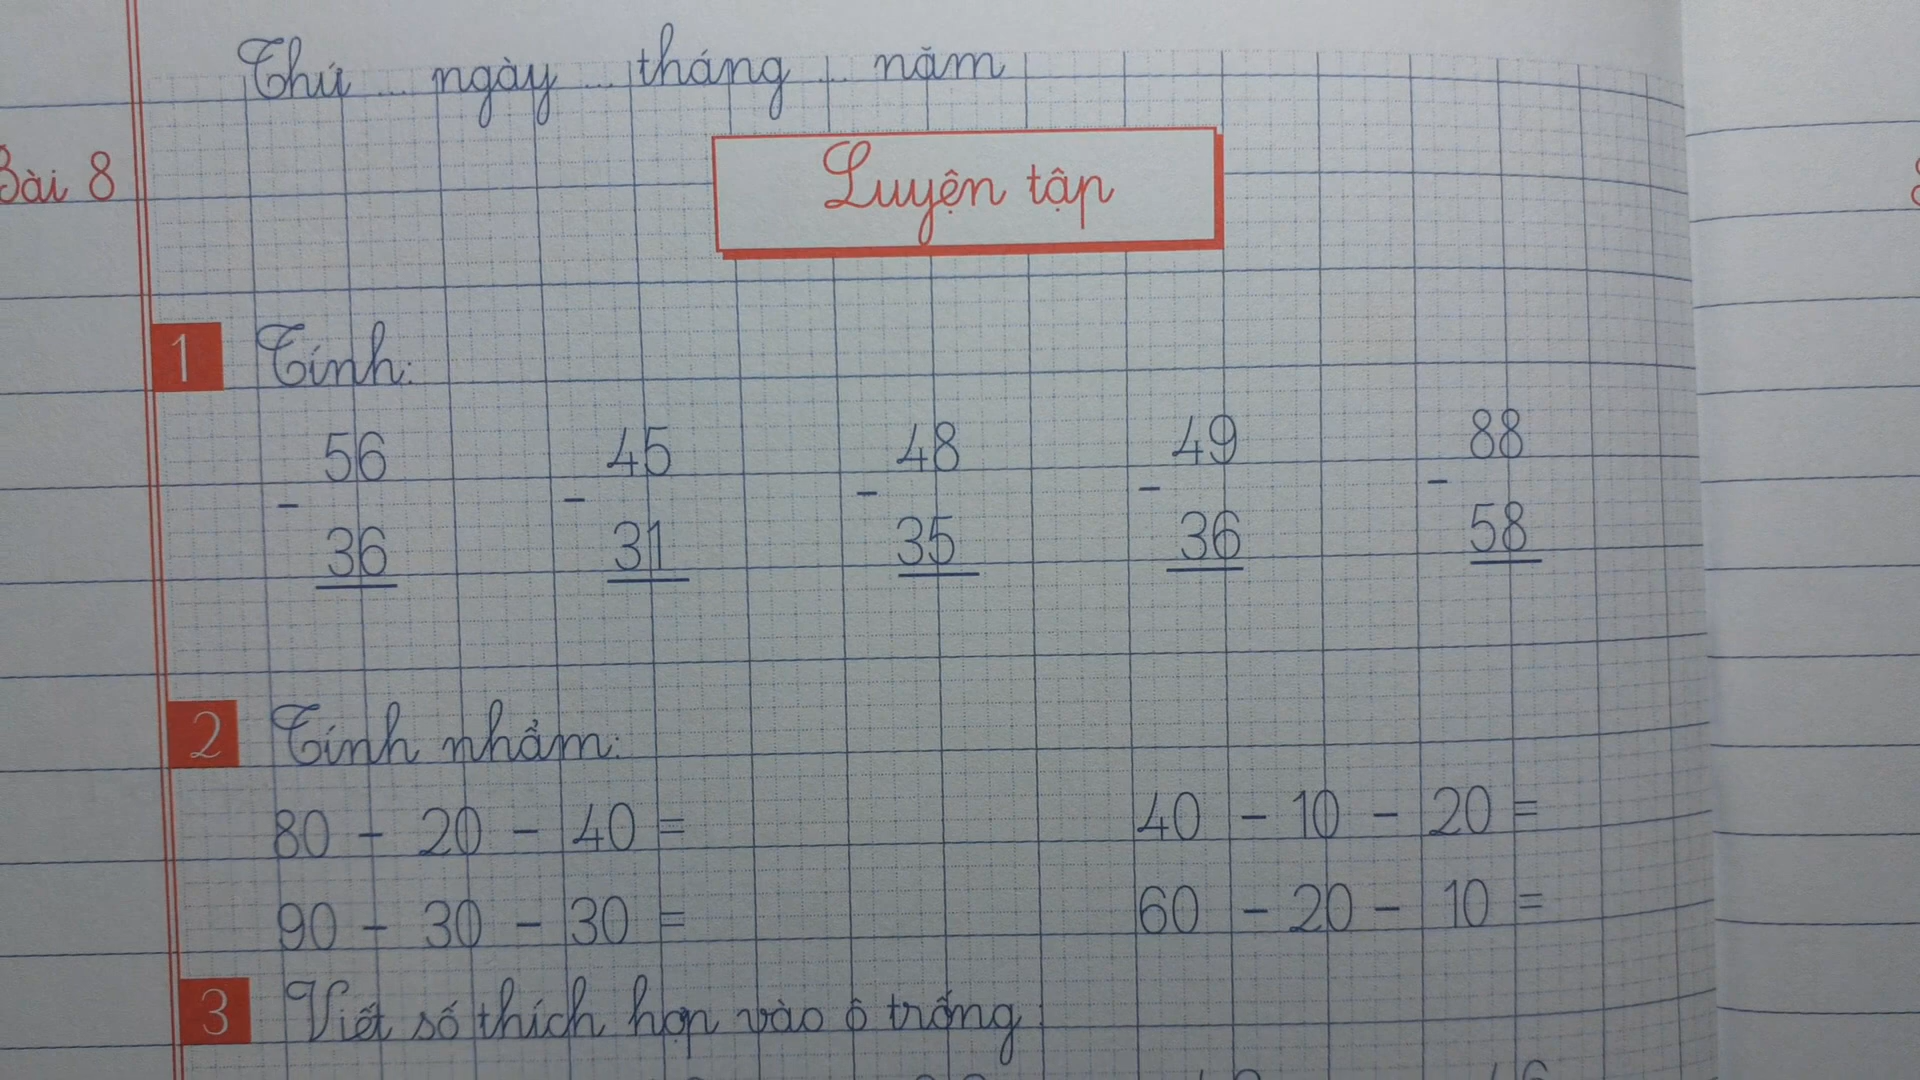 Thứ ... ngày ... tháng ... năm
Bài 8
Luyện tập
1 Tính:
56 45 48 49 88
- - - - -
36 31 35 36 58
2 Tính nhẩm:
80 - 20 - 40 = 40 - 10 - 20 =
90 - 30 - 30 = 60 - 20 - 10 =
3 Viết số thích hợp vào ô trống